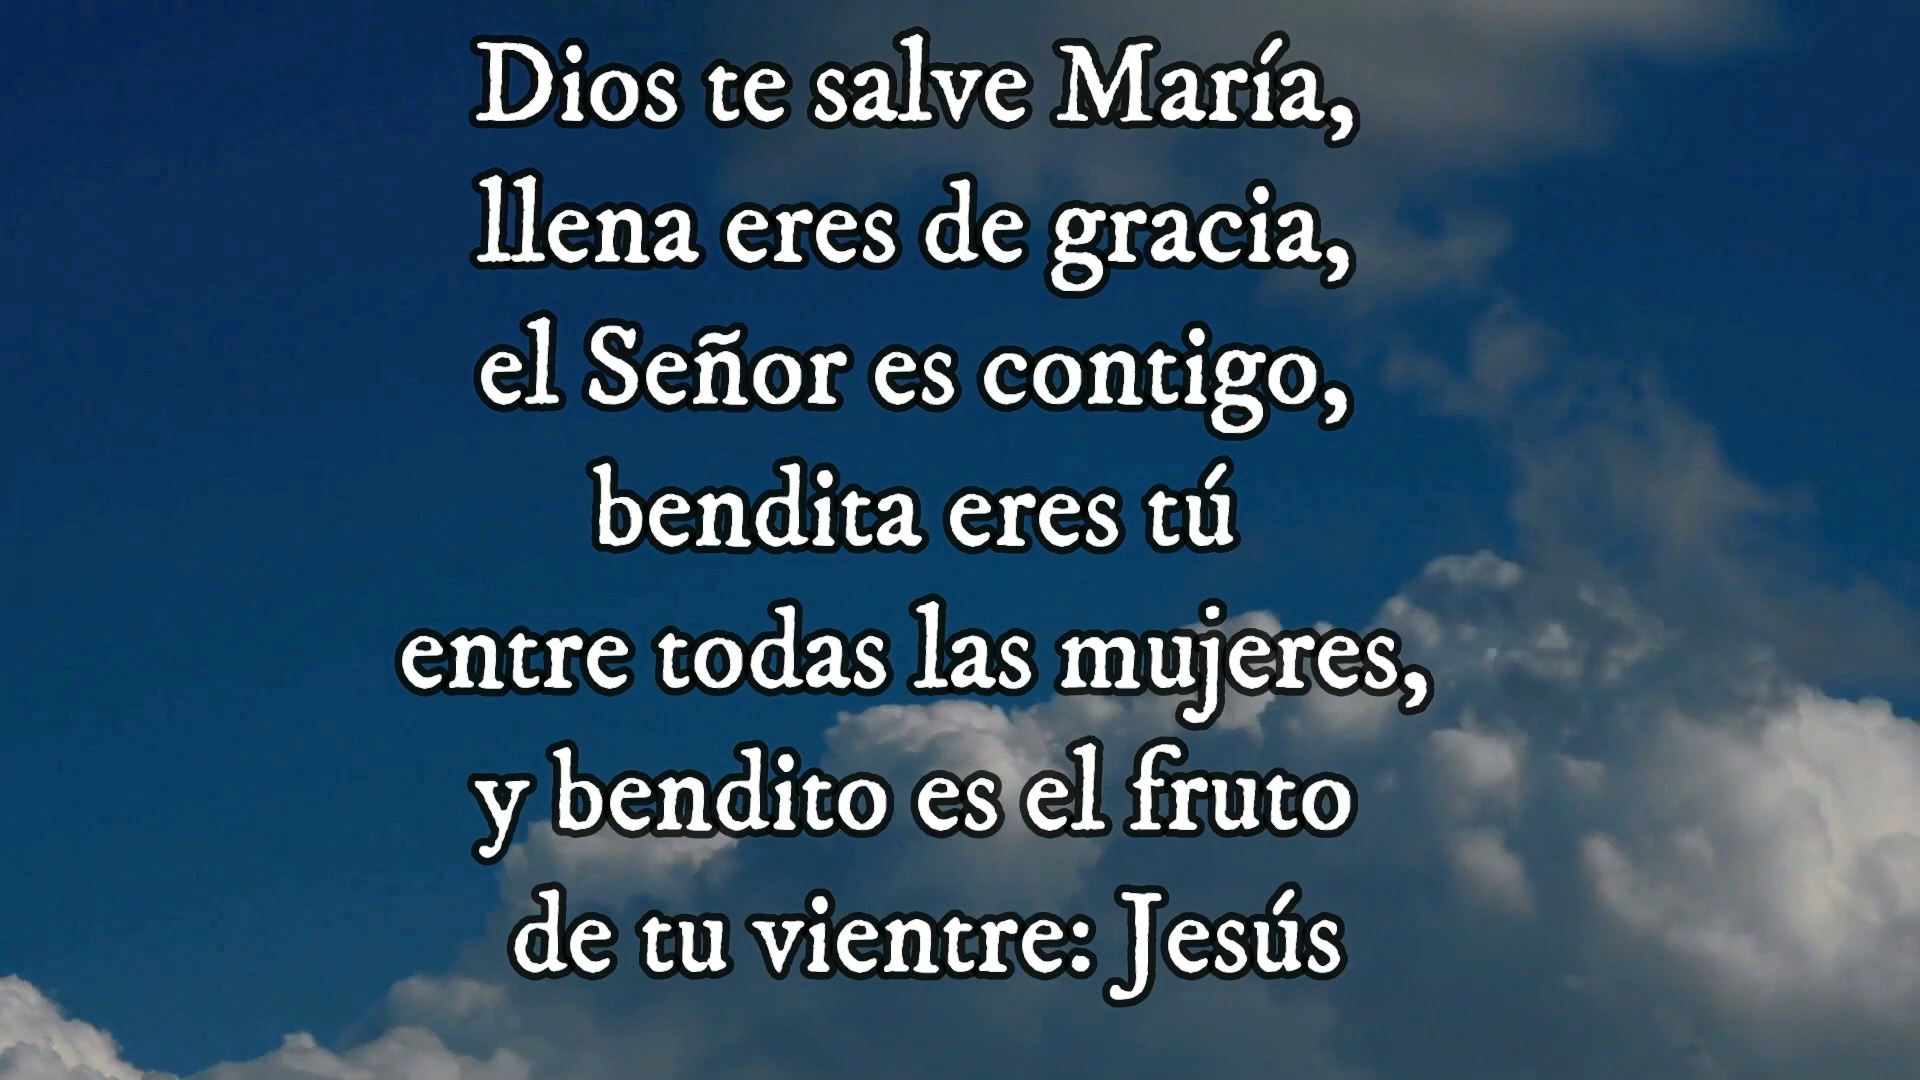 Dios te salve María,
llena eres de gracia,
el Señor es contigo,
bendita eres tú
entre todas las mujeres,
y bendito es el fruto
de tu vientre: Jesús